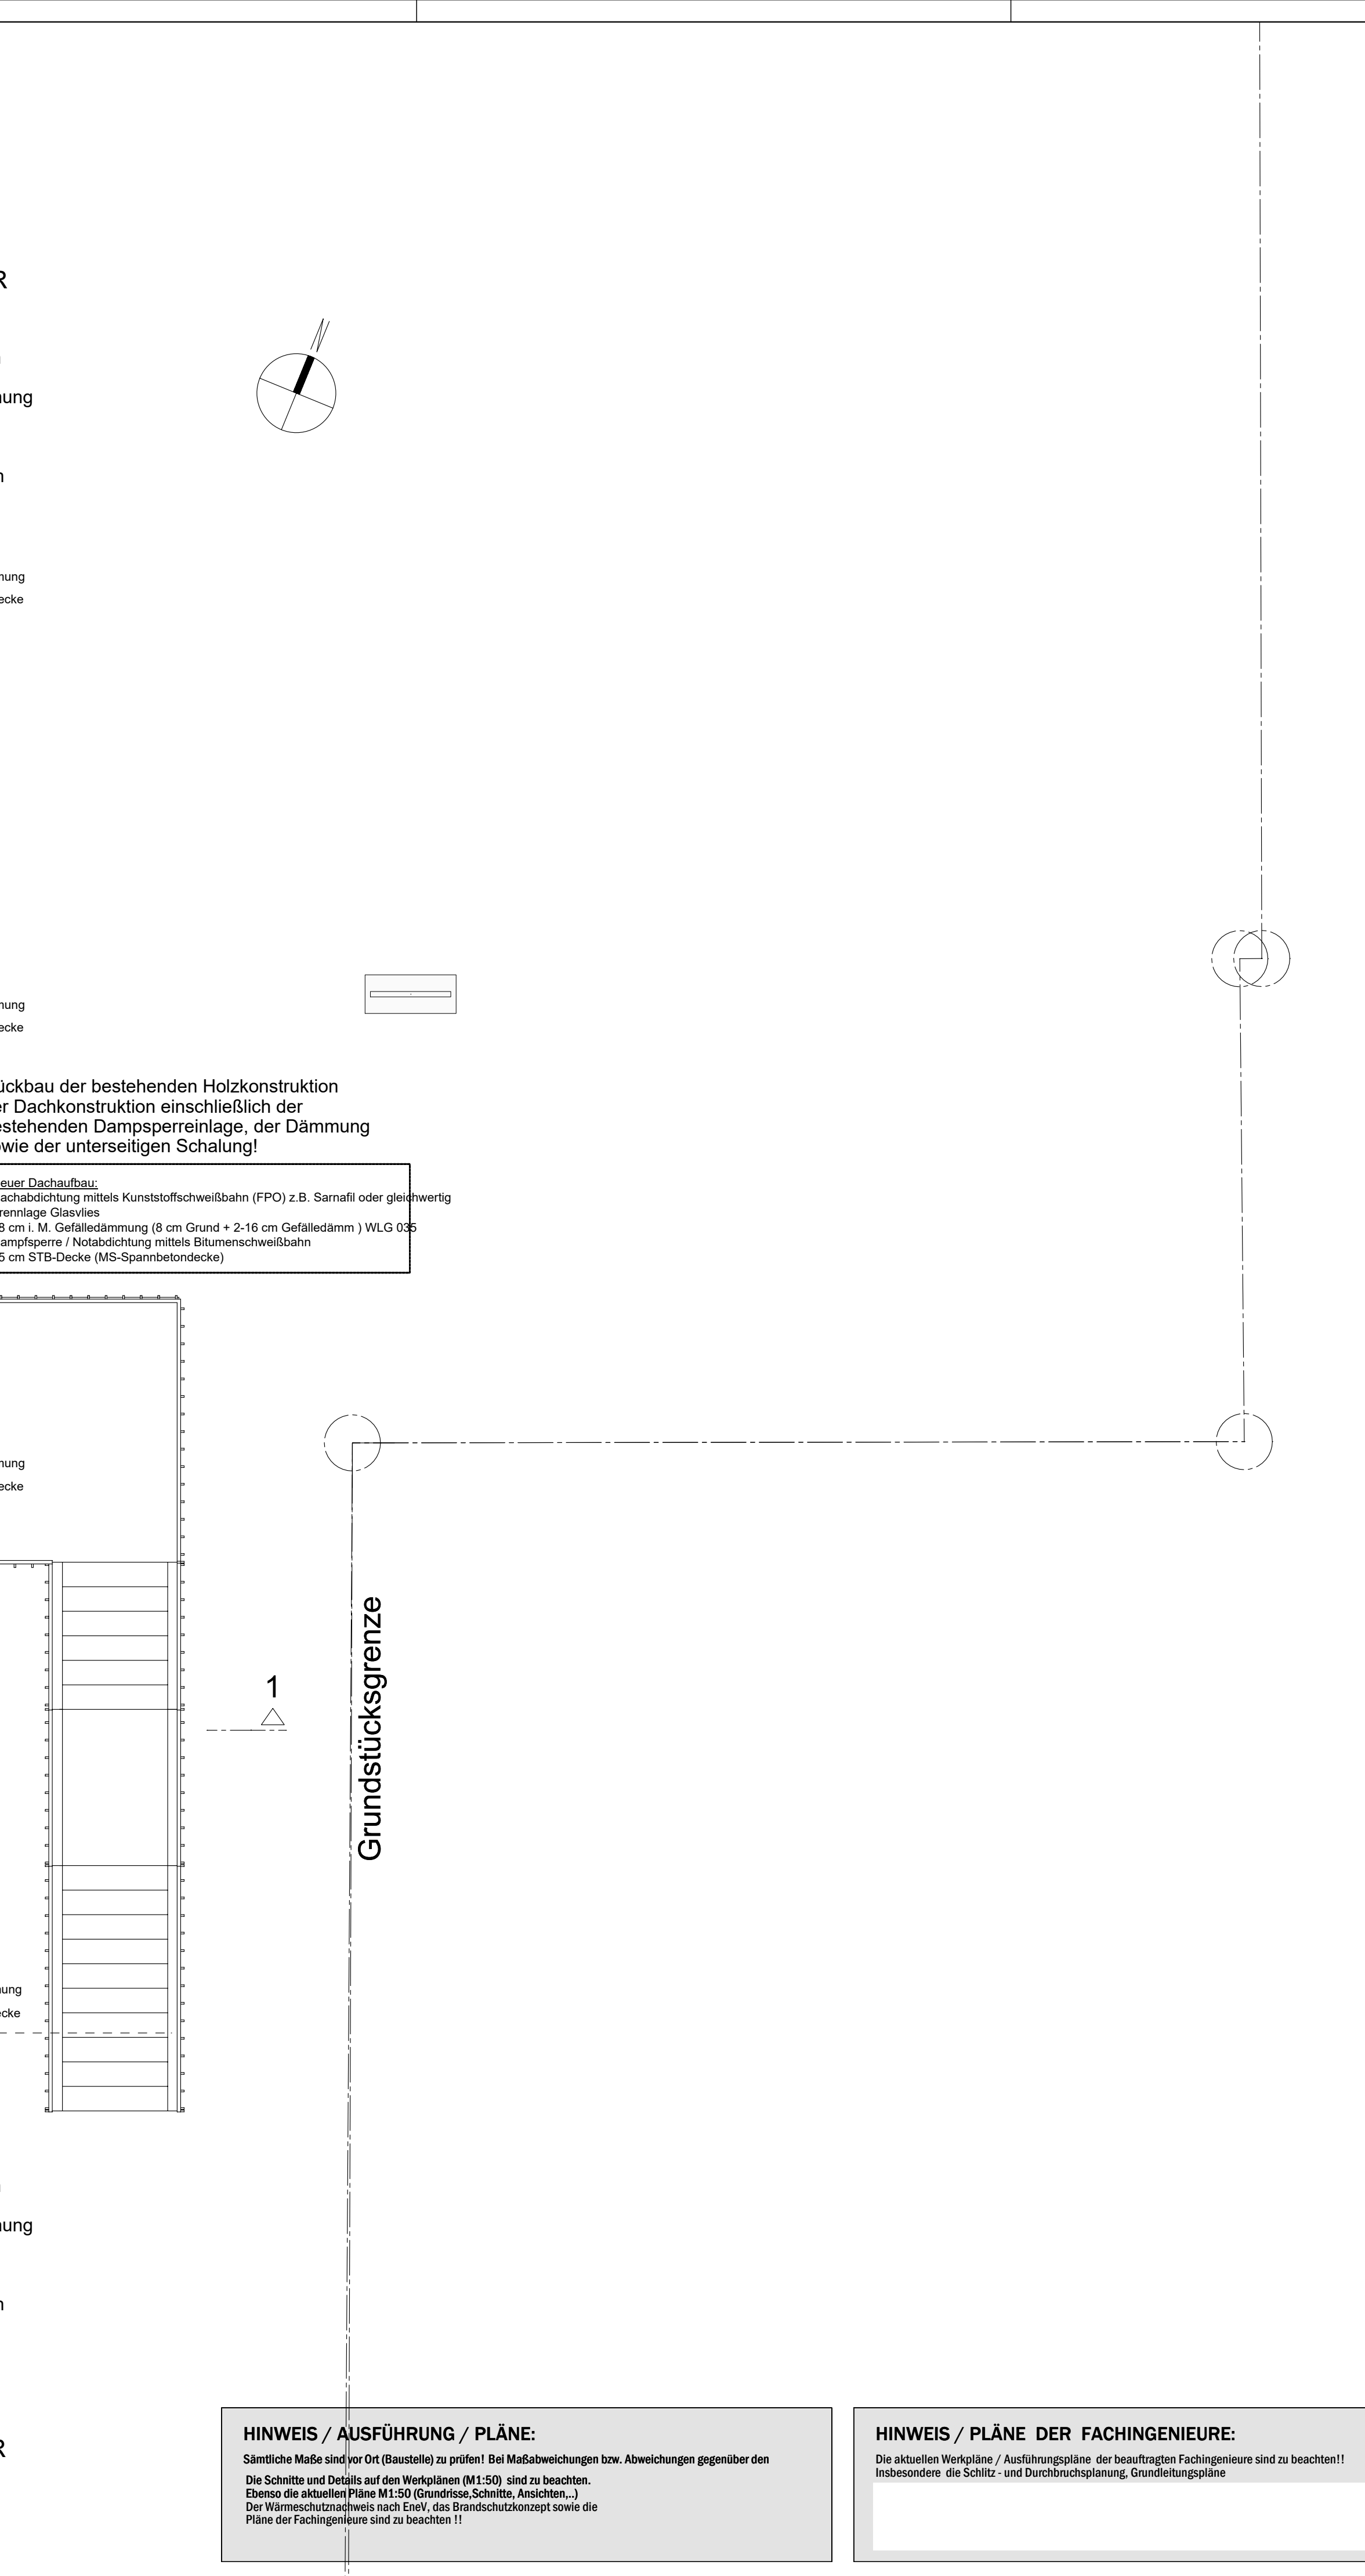 R
nung
n
nung
ecke
nung
ecke
ückbau der bestehenden Holzkonstruktion
er Dachkonstruktion einschließlich der
estehenden Dampsperreinlage, der Dämmung
owie der unterseitigen Schalung!
euer Dachaufbau:
achabdichtung mittels Kunststoffschweißbahn (FPO) z.B. Sarnafil oder gleichwertig
rennlage Glasvlies
8 cm i. M. Gefälledämmung (8 cm Grund + 2-16 cm Gefälledämm ) WLG 035
ampfsperre / Notabdichtung mittels Bitumenschweißbahn
5 cm STB-Decke (MS-Spannbetondecke)
nung
ecke
1
Grundstücksgrenze
nung
ecke
nung
n
R
HINWEIS / AUSFÜHRUNG / PLÄNE:
Sämtliche Maße sind vor Ort (Baustelle) zu prüfen! Bei Maßabweichungen bzw. Abweichungen gegenüber den
Die Schnitte und Details auf den Werkplänen (M1:50) sind zu beachten.
Ebenso die aktuellen Pläne M1:50 (Grundrisse,Schnitte, Ansichten,..)
Der Wärmeschutznachweis nach EneV, das Brandschutzkonzept sowie die
Pläne der Fachingenieure sind zu beachten !!
HINWEIS / PLÄNE DER FACHINGENIEURE:
Die aktuellen Werkpläne / Ausführungspläne der beauftragten Fachingenieure sind zu beachten!!
Insbesondere die Schlitz - und Durchbruchsplanung, Grundleitungspläne